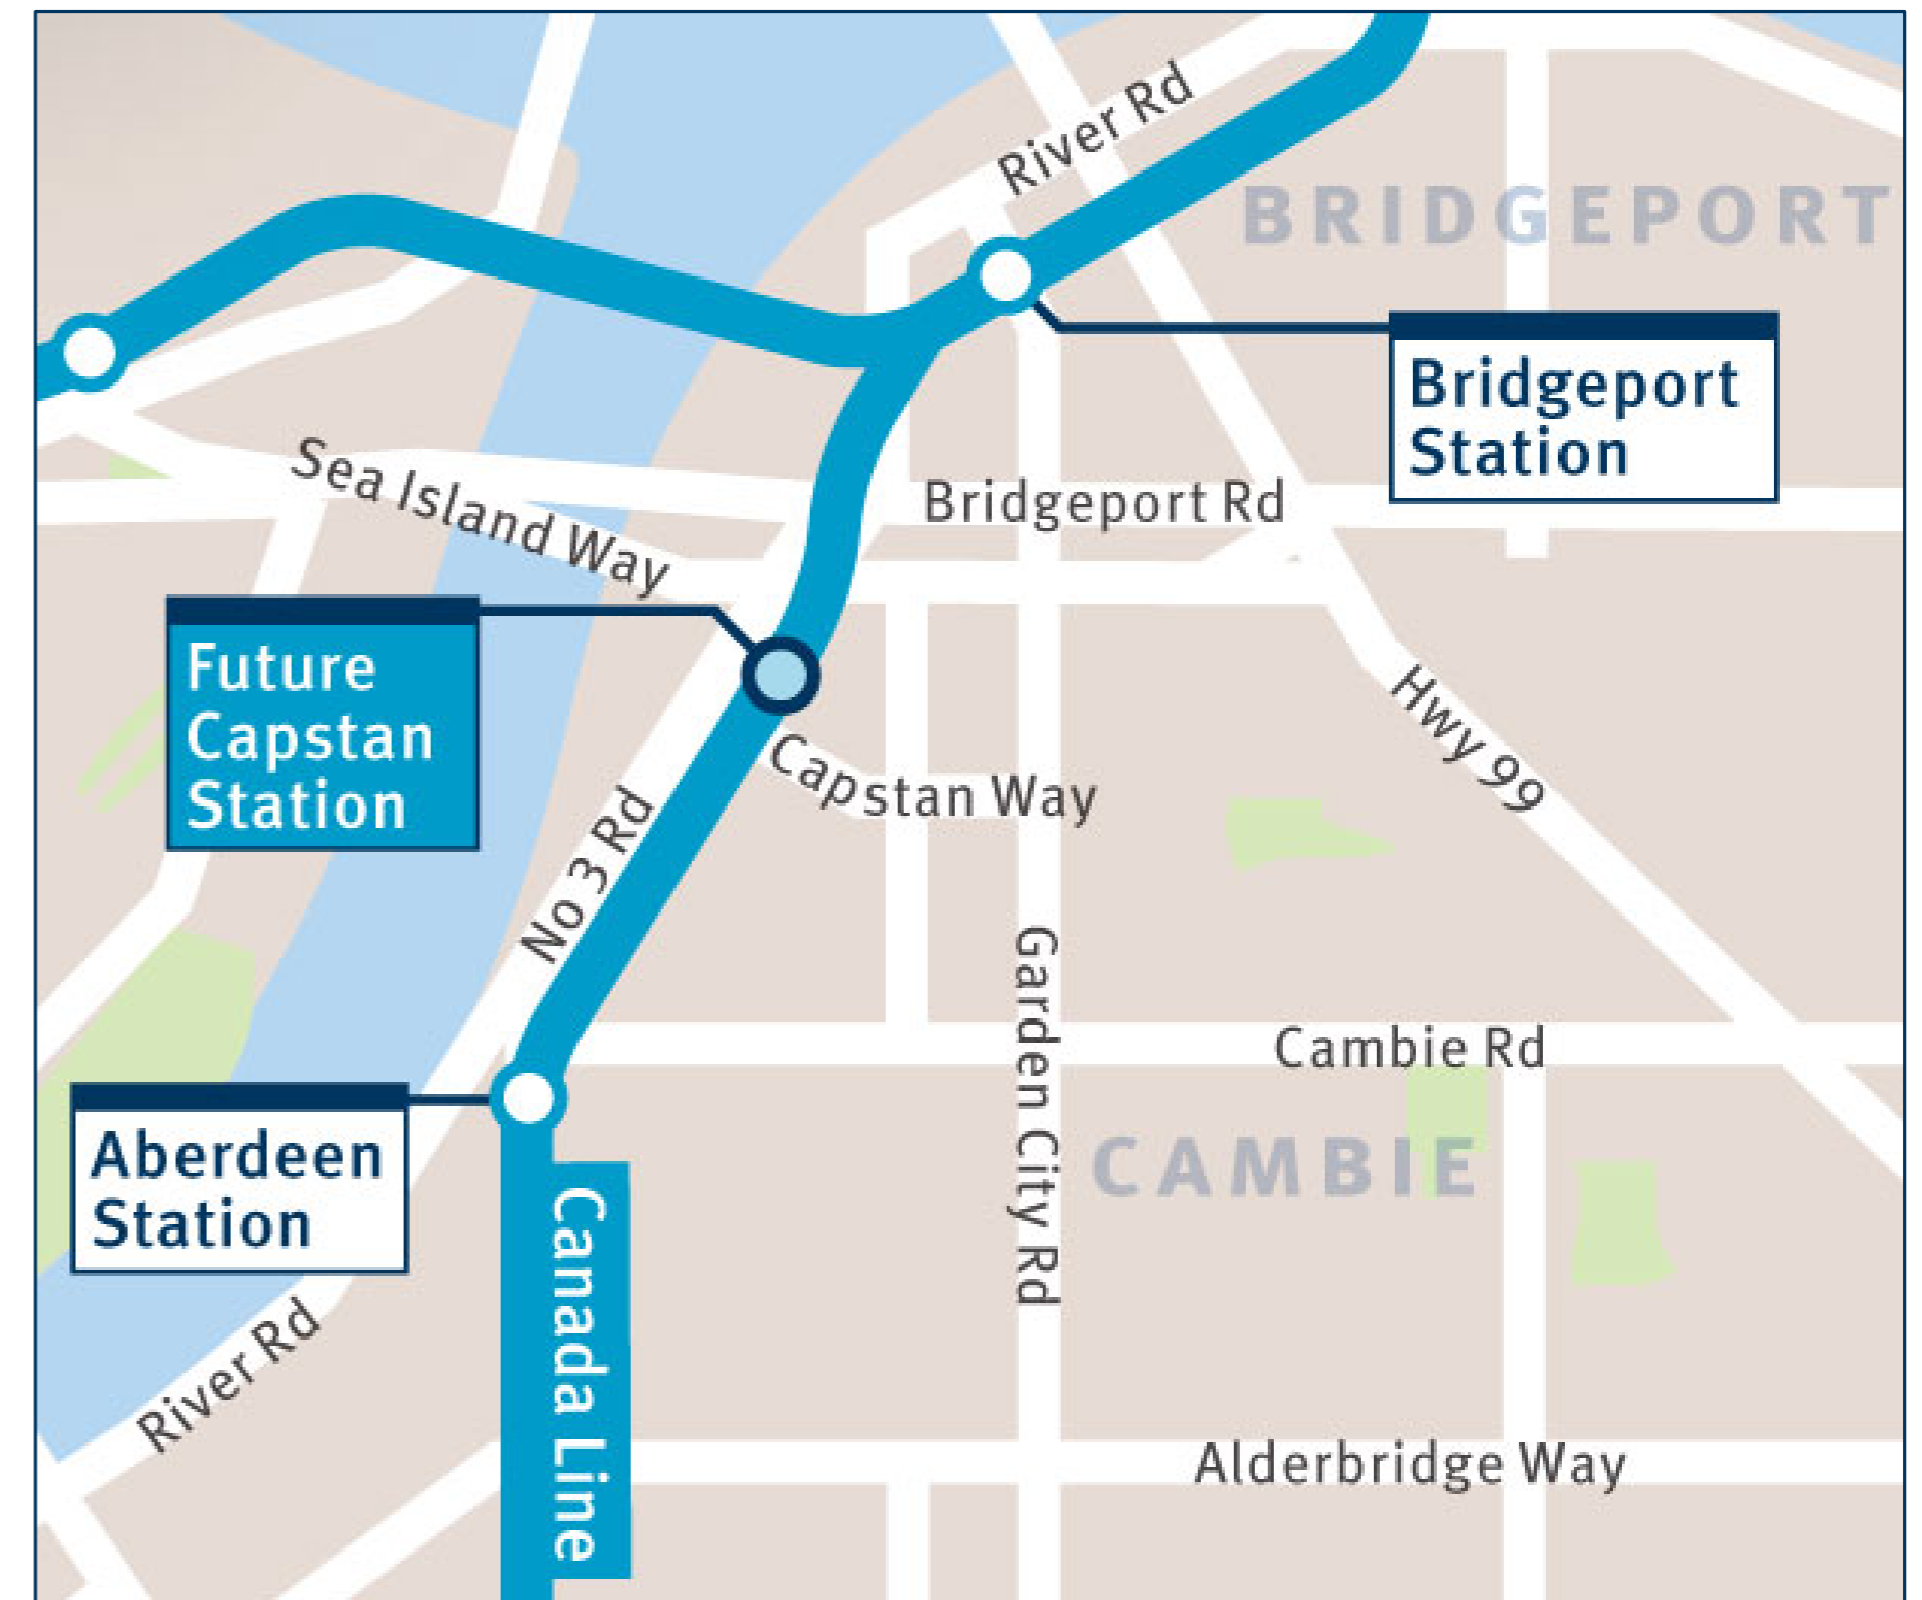 River Rd
BRIDGEPORT
Bridgeport
Station
Sea Island Way
Bridgeport Rd
Future
Capstan
Station
Hwy 99
Capstan Way
No 3 Rd
Garden City Rd
Cambie Rd
CAMBIE
Aberdeen
Station
Canada Line
River Rd
Alderbridge Way